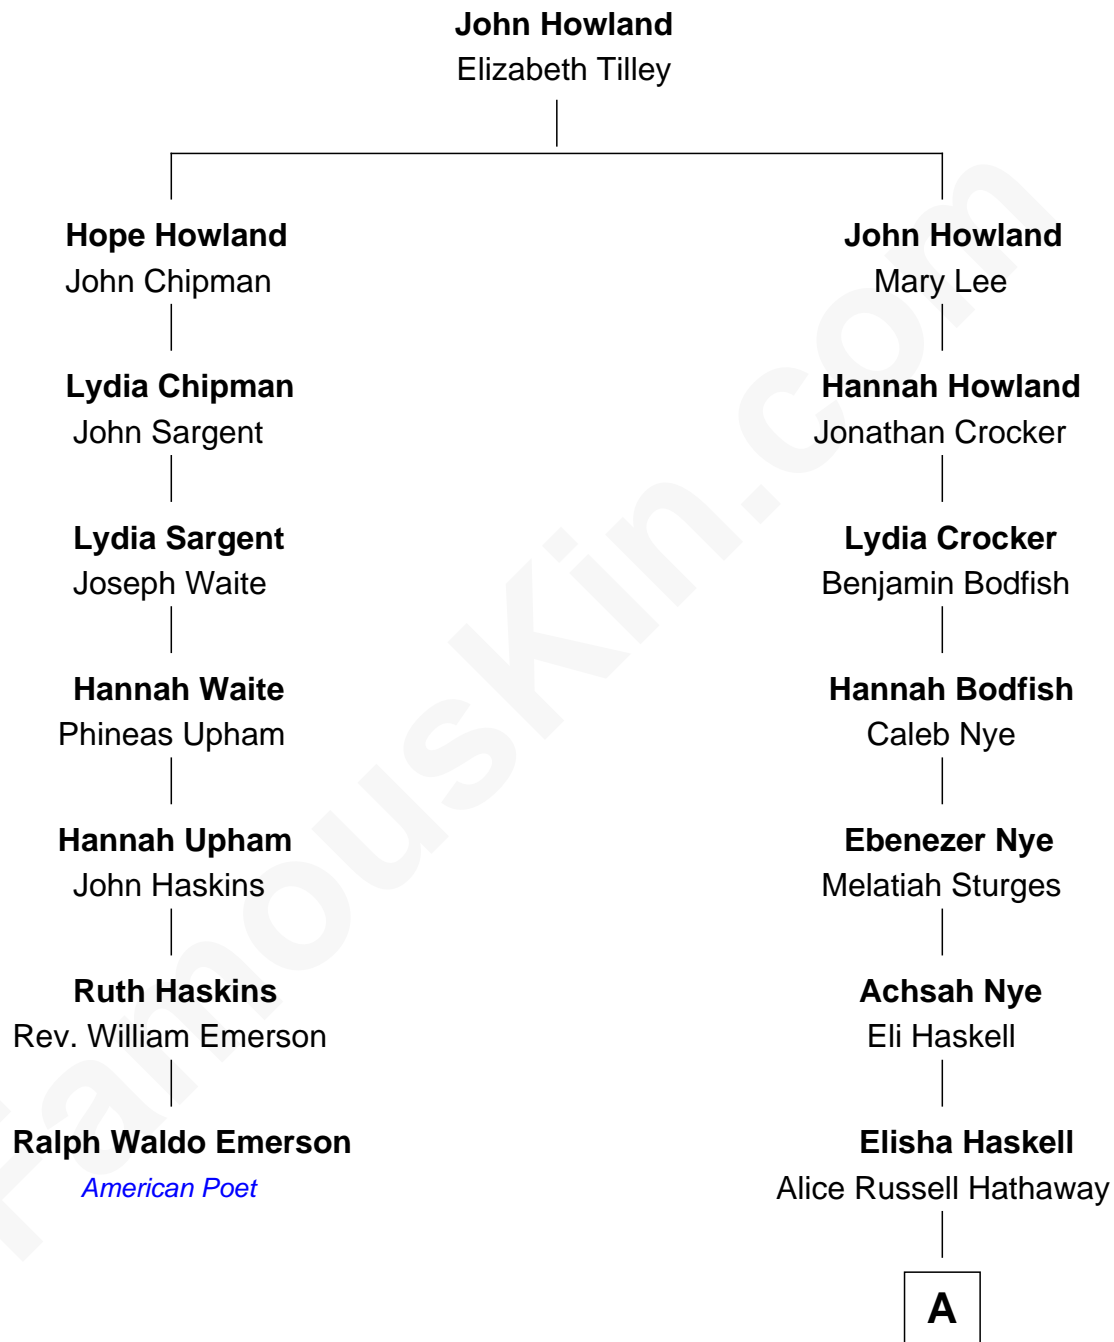 John Howland
Elizabeth Tilley
Hope Howland
John Chipman
John Howland
Mary Lee
Lydia Chipman
John Sargent
Hannah Howland
Jonathan Crocker
Lydia Sargent
Joseph Waite
Lydia Crocker
Benjamin Bodfish
Hannah Waite
Phineas Upham
Hannah Bodfish
Caleb Nye
Hannah Upham
John Haskins
Ebenezer Nye
Melatiah Sturges
Ruth Haskins
Rev. William Emerson
Achsah Nye
Eli Haskell
Ralph Waldo Emerson
American Poet
Elisha Haskell
Alice Russell Hathaway
A
FamousKin.com